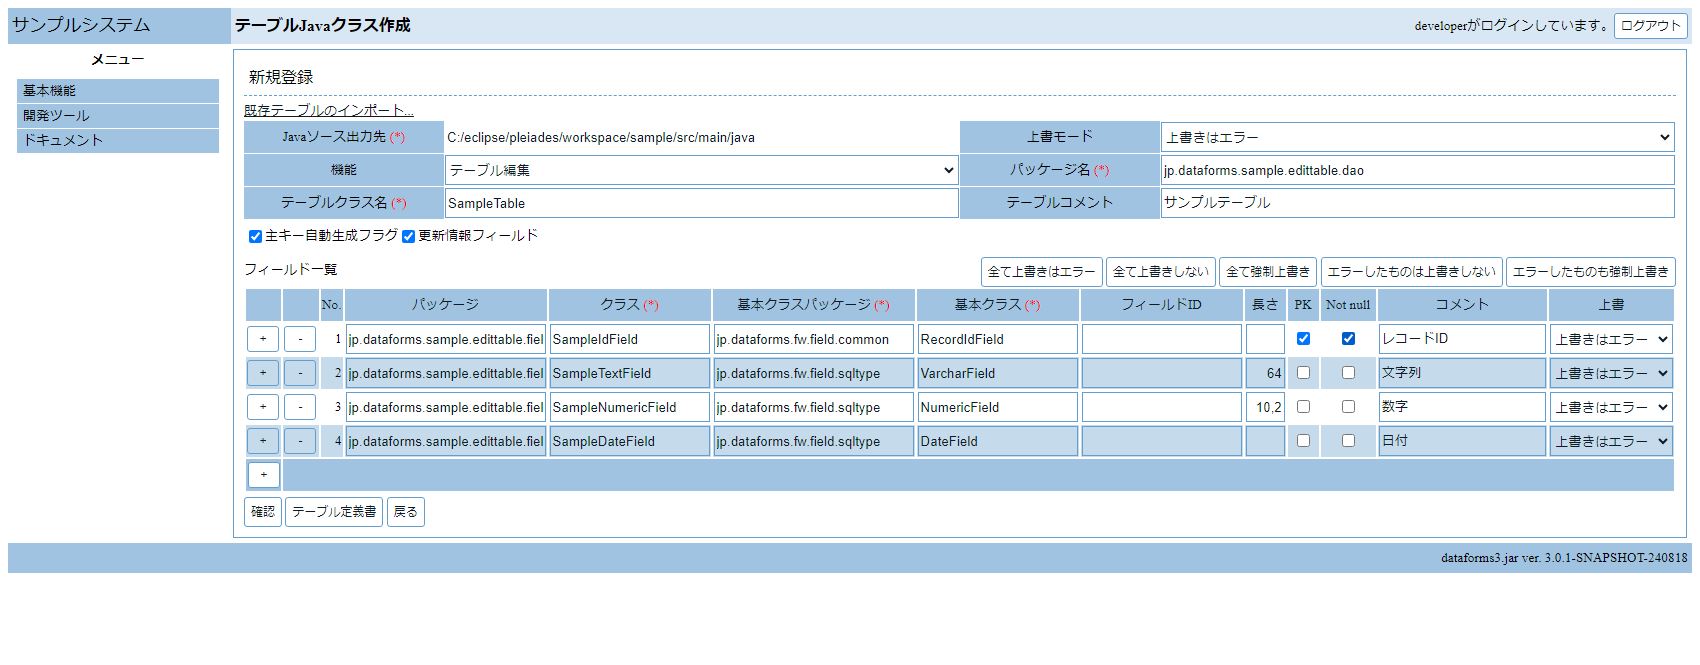 サンプルシステム
テーブルJavaクラス作成
developerがログインしています。 ログアウト
メニュー
基本機能
開発ツール
ドキュメント
新規登録
既存テーブルのインポート...
Javaソース出力先 (*) C:/eclipse/pleiades/workspace/sample/src/main/java 上書モード 上書きはエラー
機能 テーブル編集 パッケージ名 (*) jp.dataforms.sample.edittable.dao
テーブルクラス名 (*) SampleTable テーブルコメント サンプルテーブル
主キー自動生成フラグ 更新情報フィールド
フィールド一覧 全て上書きはエラー 全て上書きしない 全て強制上書き エラーしたものは上書きしない エラーしたものも強制上書き
No. パッケージ クラス (*) 基本クラスパッケージ (*) 基本クラス (*) フィールドID 長さ PK Not null コメント 上書
+ - 1 jp.dataforms.sample.edittable.fiel SampleIdField jp.dataforms.fw.field.common RecordIdField レコードID 上書きはエラー
+ - 2 jp.dataforms.sample.edittable.fiel SampleTextField jp.dataforms.fw.field.sqltype VarcharField 64 文字列 上書きはエラー
+ - 3 jp.dataforms.sample.edittable.fiel SampleNumericField jp.dataforms.fw.field.sqltype NumericField 10,2 数字 上書きはエラー
+ - 4 jp.dataforms.sample.edittable.fiel SampleDateField jp.dataforms.fw.field.sqltype DateField 日付 上書きはエラー
+
確認 テーブル定義書 戻る
dataforms3.jar ver. 3.0.1-SNAPSHOT-240818